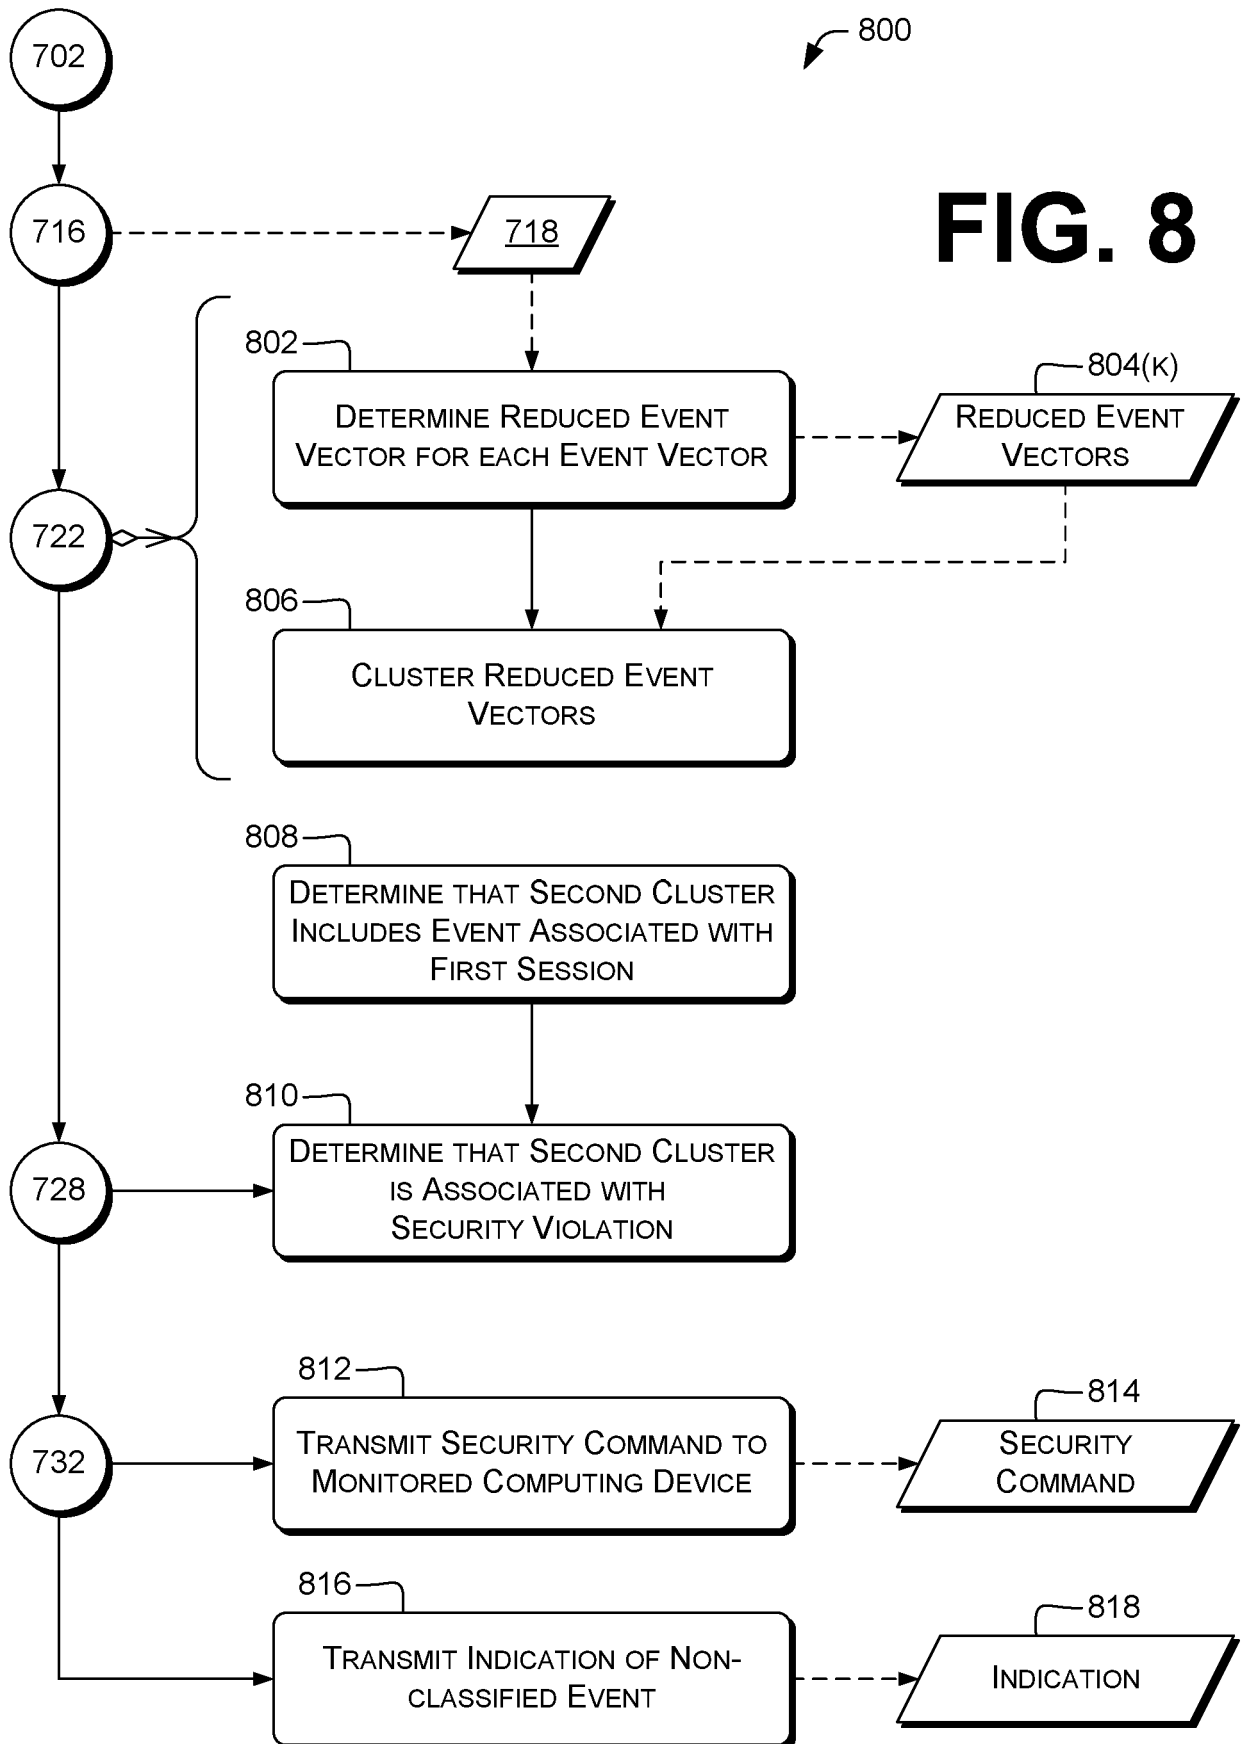 702
800
716
718
FIG. 8
802
804(K)
DETERMINE REDUCED EVENT
VECTOR FOR EACH EVENT VECTOR
REDUCED EVENT
VECTORS
722
806
CLUSTER REDUCED EVENT
VECTORS
808
DETERMINE THAT SECOND CLUSTER
INCLUDES EVENT ASSOCIATED WITH
FIRST SESSION
810
728
DETERMINE THAT SECOND CLUSTER
IS ASSOCIATED WITH
SECURITY VIOLATION
812
814
732
TRANSMIT SECURITY COMMAND TO
MONITORED COMPUTING DEVICE
SECURITY
COMMAND
816
818
TRANSMIT INDICATION OF NON-
CLASSIFIED EVENT
INDICATION